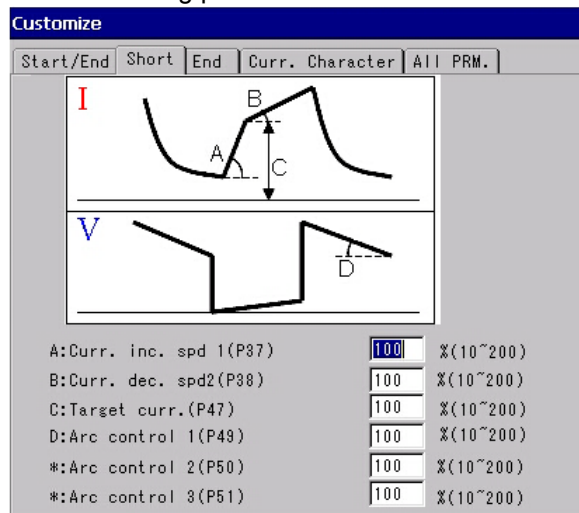 Customize
Start/End Short End Curr. Character All PRM.
I
B
A
C
V
D
A:Curr. inc. spd 1(P37) 100 %(10~200)
B:Curr. dec. spd2(P38) 100 %(10~200)
C:Target curr.(P47) 100 %(10~200)
D:Arc control 1(P49) 100 %(10~200)
*:Arc control 2(P50) 100 %(10~200)
*:Arc control 3(P51) 100 %(10~200)